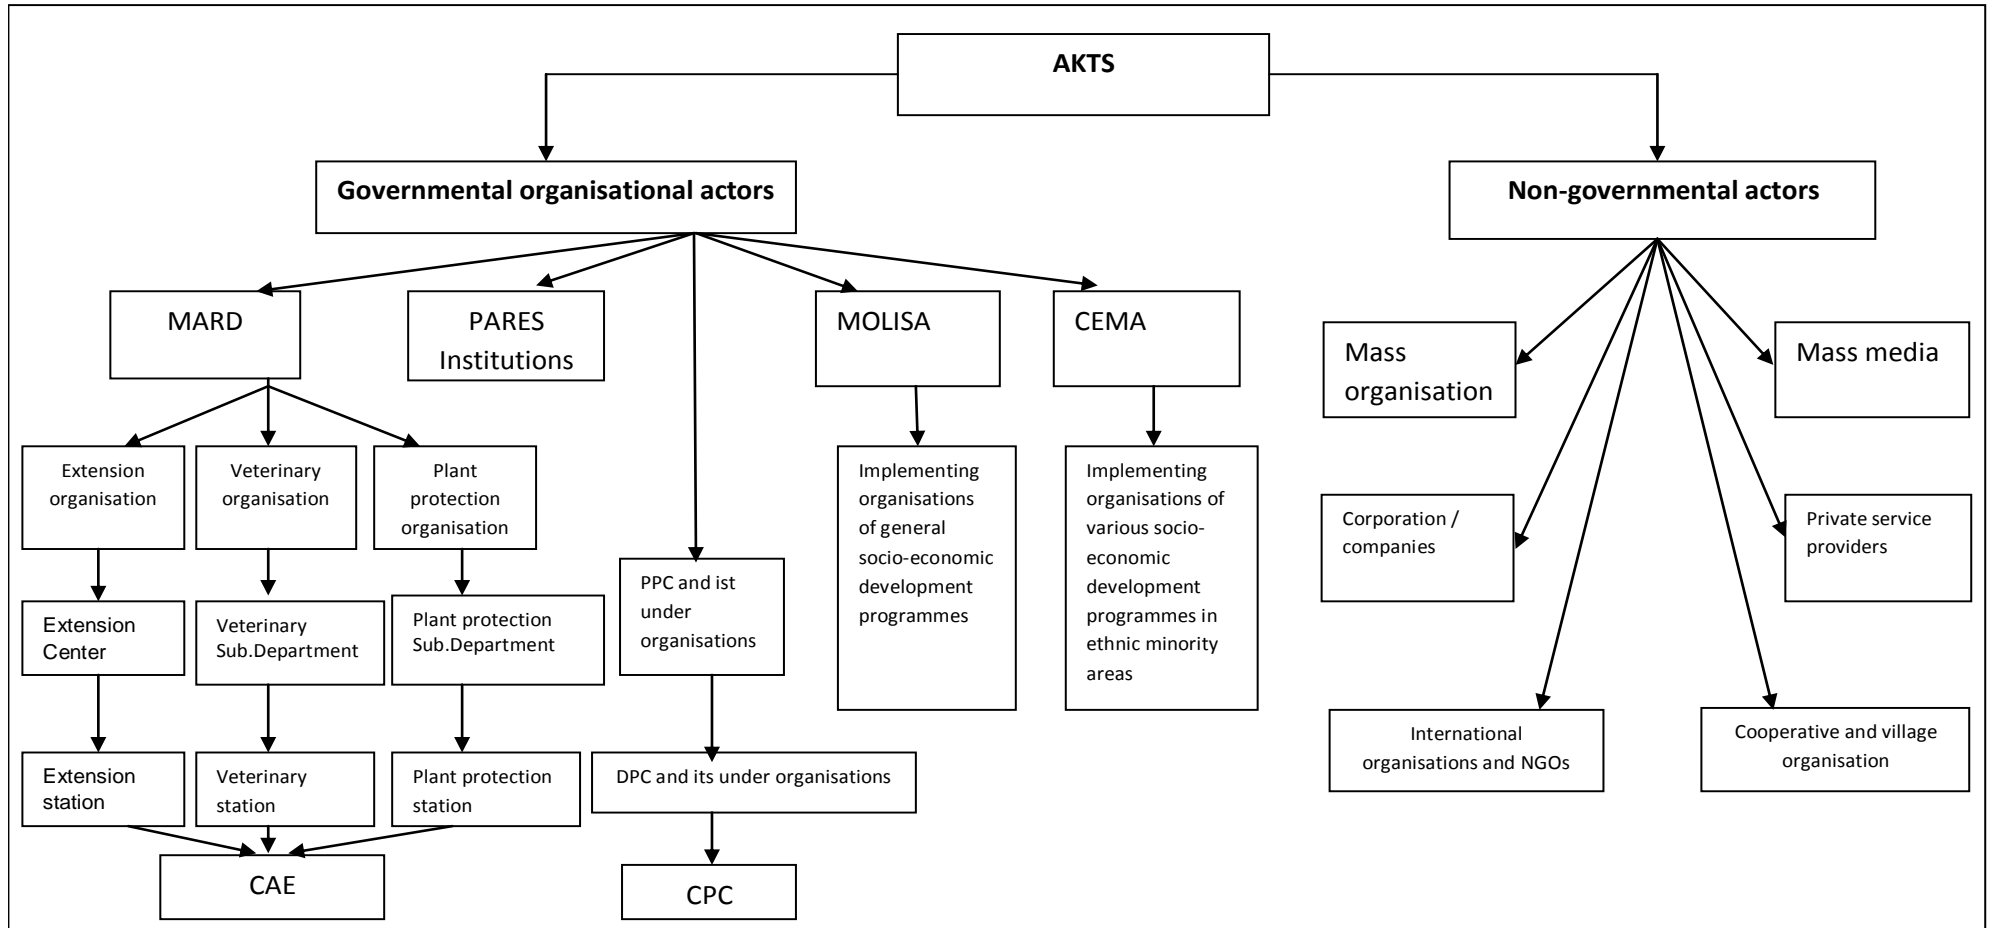 AKTS
Governmental organisational actors
Non-governmental actors
MARD
PARES
Institutions
MOLISA
CEMA
Mass
organisation
Mass media
Extension
organisation
Veterinary
organisation
Plant
protection
organisation
Implementing
organisations
of general
socio-economic
development
programmes
Implementing
organisations of
various socio-
economic
development
programmes in
ethnic minority
areas
Corporation /
companies
Private service
providers
PPC and ist
under
organisations
Extension
Center
Veterinary
Sub.Department
Plant protection
Sub.Department
International
organisations and NGOs
Cooperative and village
organisation
Extension
station
Veterinary
station
Plant protection
station
DPC and its under organisations
CAE
CPC